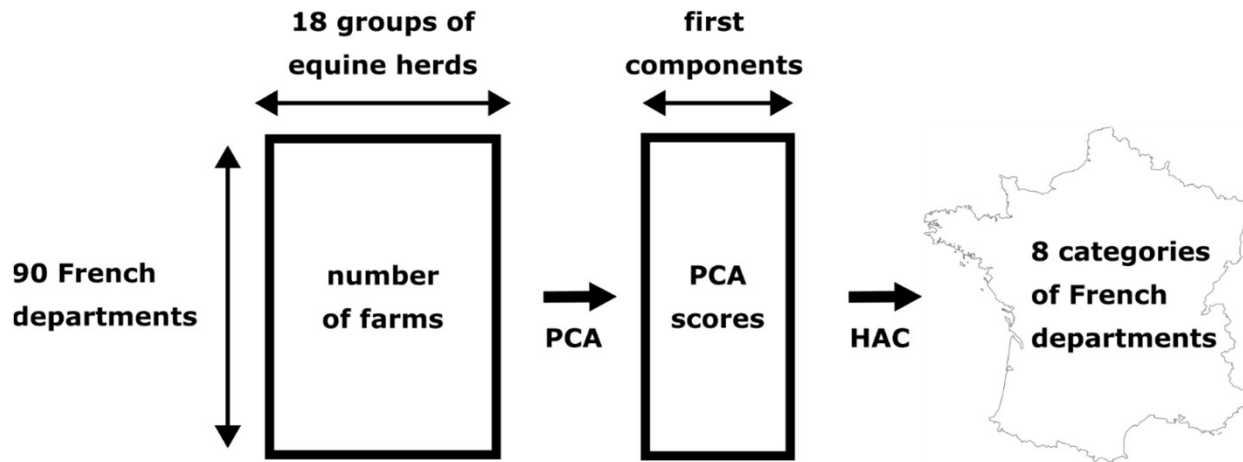 18 groups of
equine herds
first
components
90 French
departments
number
of farms
PCA
PCA
scores
HAC
8 categories
of French
departments